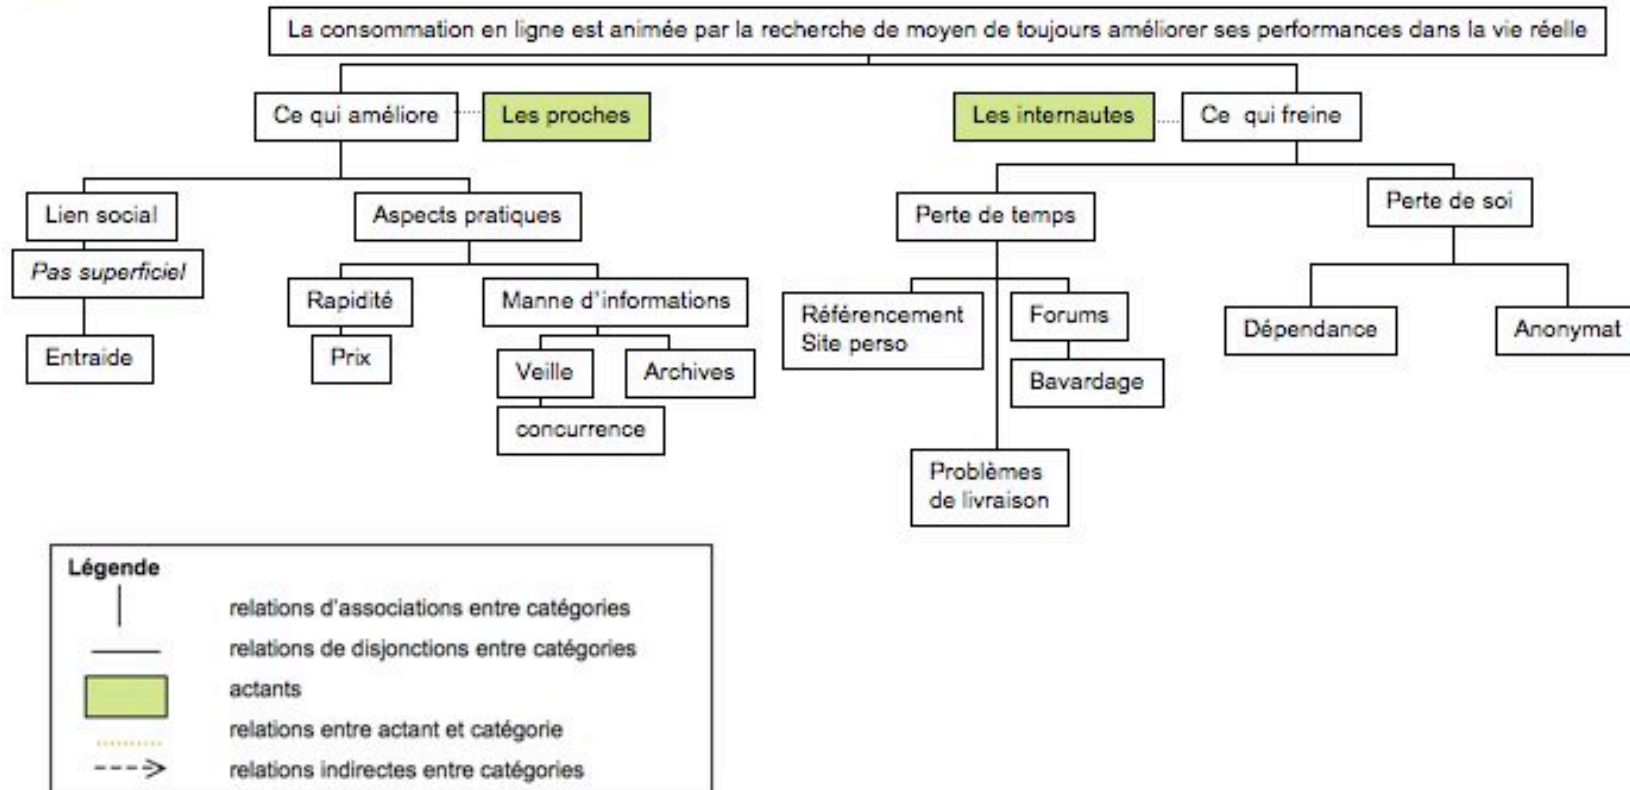 La consommation en ligne est animée par la recherche de moyen de toujours améliorer ses performances dans la vie réelle
Ce qui améliore
Les proches
Les internautes
Ce qui freine
Lien social
Aspects pratiques
Perte de temps
Perte de soi
Pas superficiel
Rapidité
Manne d'informations
Référencement
Site perso
Forums
Dépendance
Anonymat
Entraide
Prix
Veille
Archives
Bavardage
concurrence
Problèmes
de livraison
Légende
relations d'associations entre catégories
relations de disjonctions entre catégories
actants
relations entre actant et catégorie
relations indirectes entre catégories